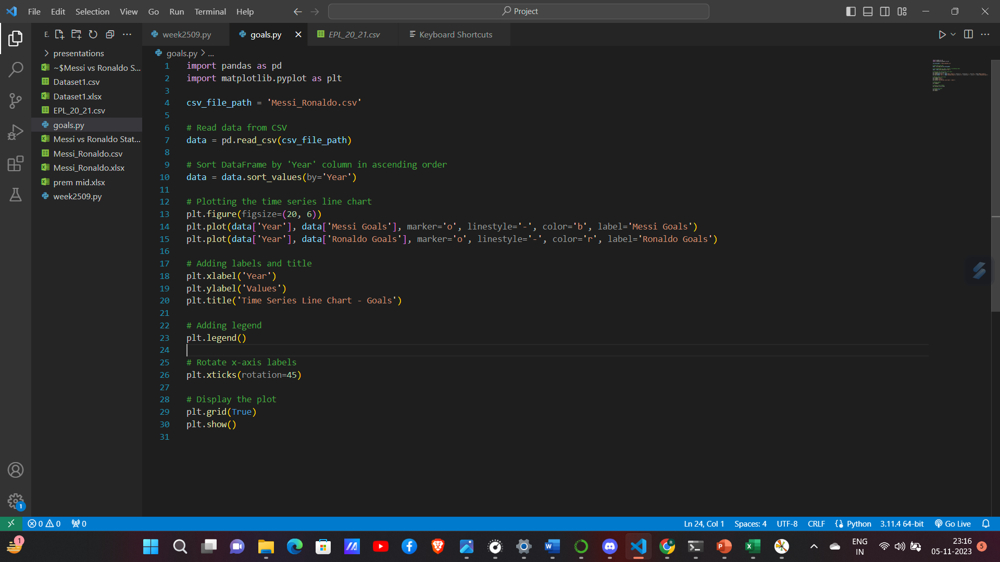 File Edit Selection View Go Run Terminal Help
Project
E.
week2509.py
goals.py
EPL_20_21.csv
Keyboard Shortcuts
presentations
~$Messi vs Ronaldo S...
Dataset1.csv
Dataset1.xlsx
EPL_20_21.csv
goals.py
Messi vs Ronaldo Stat...
Messi_Ronaldo.csv
Messi_Ronaldo.xlsx
prem mid.xlsx
week2509.py
goals.py > ...
1 import pandas as pd
2 import matplotlib.pyplot as plt
3
4 csv_file_path = 'Messi_Ronaldo.csv'
5
6 # Read data from CSV
7 data = pd.read_csv(csv_file_path)
8
9 # Sort DataFrame by 'Year' column in ascending order
10 data = data.sort_values(by='Year')
11
12 # Plotting the time series line chart
13 plt.figure(figsize=(20, 6))
14 plt.plot(data['Year'], data['Messi Goals'], marker='o', linestyle='-', color='b', label='Messi Goals')
15 plt.plot(data['Year'], data['Ronaldo Goals'], marker='o', linestyle='-', color='r', label='Ronaldo Goals')
16
17 # Adding labels and title
18 plt.xlabel('Year')
19 plt.ylabel('Values')
20 plt.title('Time Series Line Chart - Goals')
21
22 # Adding legend
23 plt.legend()
24
25 # Rotate x-axis labels
26 plt.xticks(rotation=45)
27
28 # Display the plot
29 plt.grid(True)
30 plt.show()
31
1
0 0 0
Ln 24, Col 1 Spaces: 4 UTF-8 CRLF {} Python 3.11.4 64-bit Go Live
1
ENG
IN
23:16
05-11-2023
5